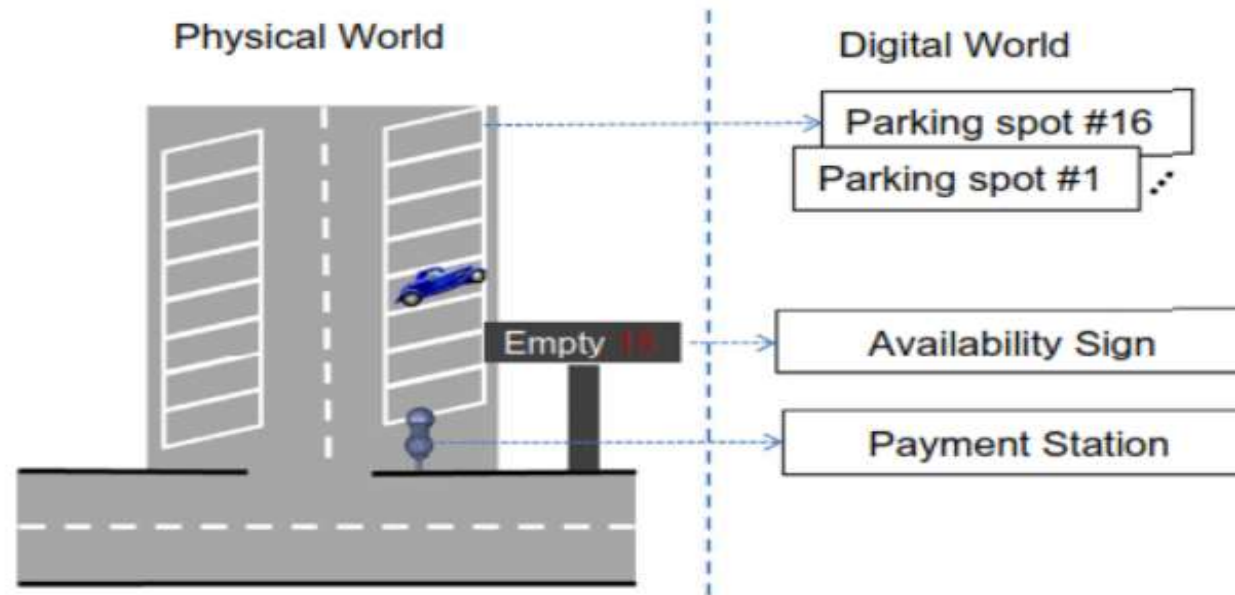 Physical World
Digital World
Parking spot #16
Parking spot #1
Empty
Availability Sign
Payment Station